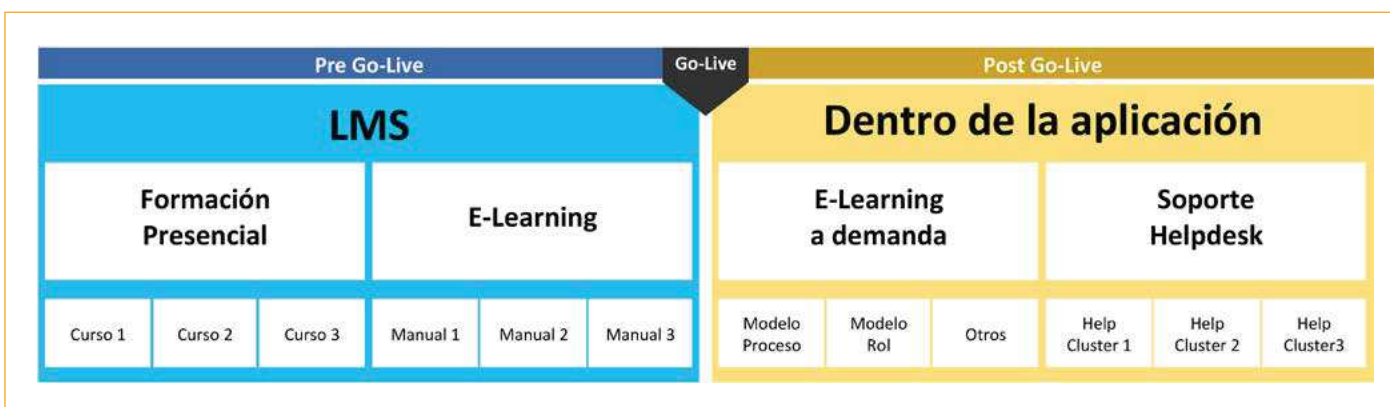 Pre Go-Live
Go-Live
Post Go-Live
LMS
Dentro de la aplicación
Formación
Presencial
E-Learning
E-Learning
a demanda
Soporte
Helpdesk
Curso 1
Curso 2
Curso 3
Manual 1
Manual 2
Manual 3
Modelo
Proceso
Modelo
Rol
Otros
Help
Cluster 1
Help
Cluster 2
Help
Cluster3